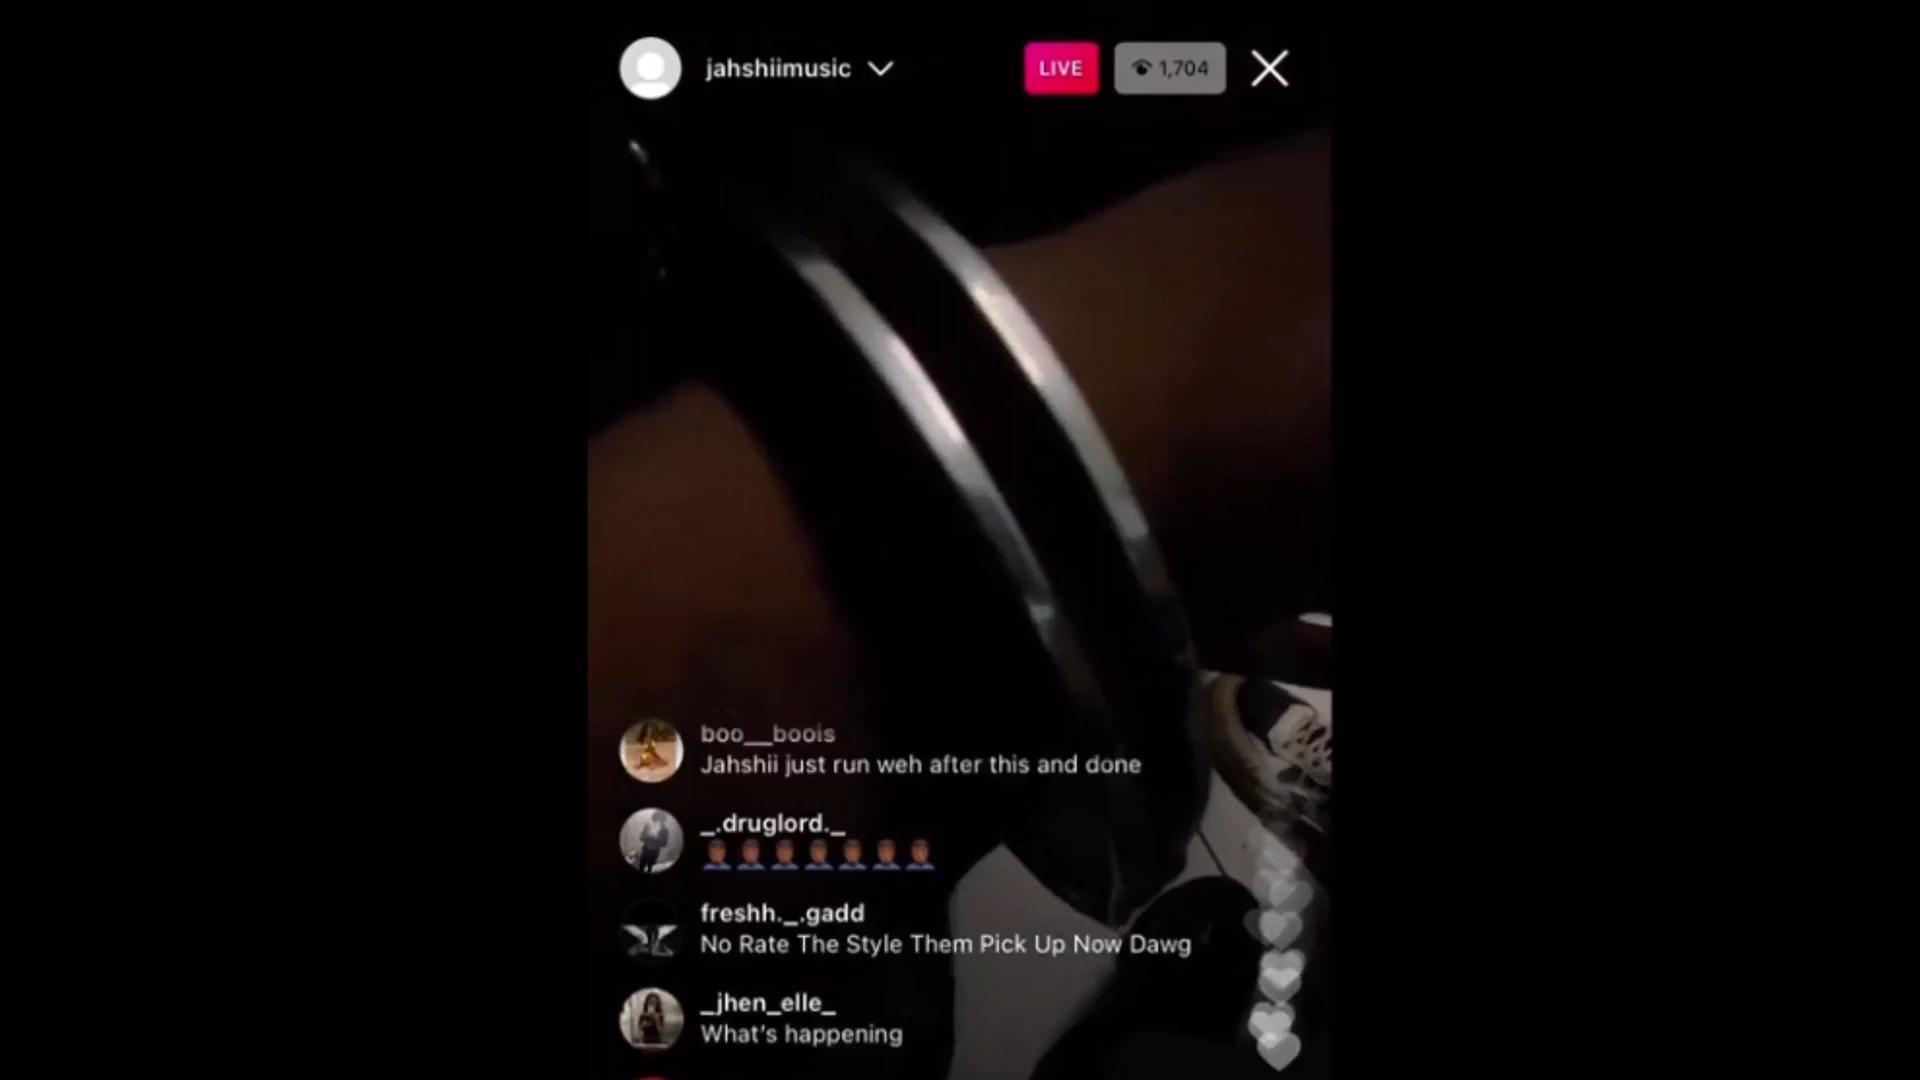 jahshiimusic
LIVE
1,704
boo__boois
Jahshii just run weh after this and done
_.druglord._
🤦🏽‍♂️🤦🏽‍♂️🤦🏽‍♂️🤦🏽‍♂️🤦🏽‍♂️🤦🏽‍♂️🤦🏽‍♂️
freshh._.gadd
No Rate The Style Them Pick Up Now Dawg
_jhen_elle_
What's happening